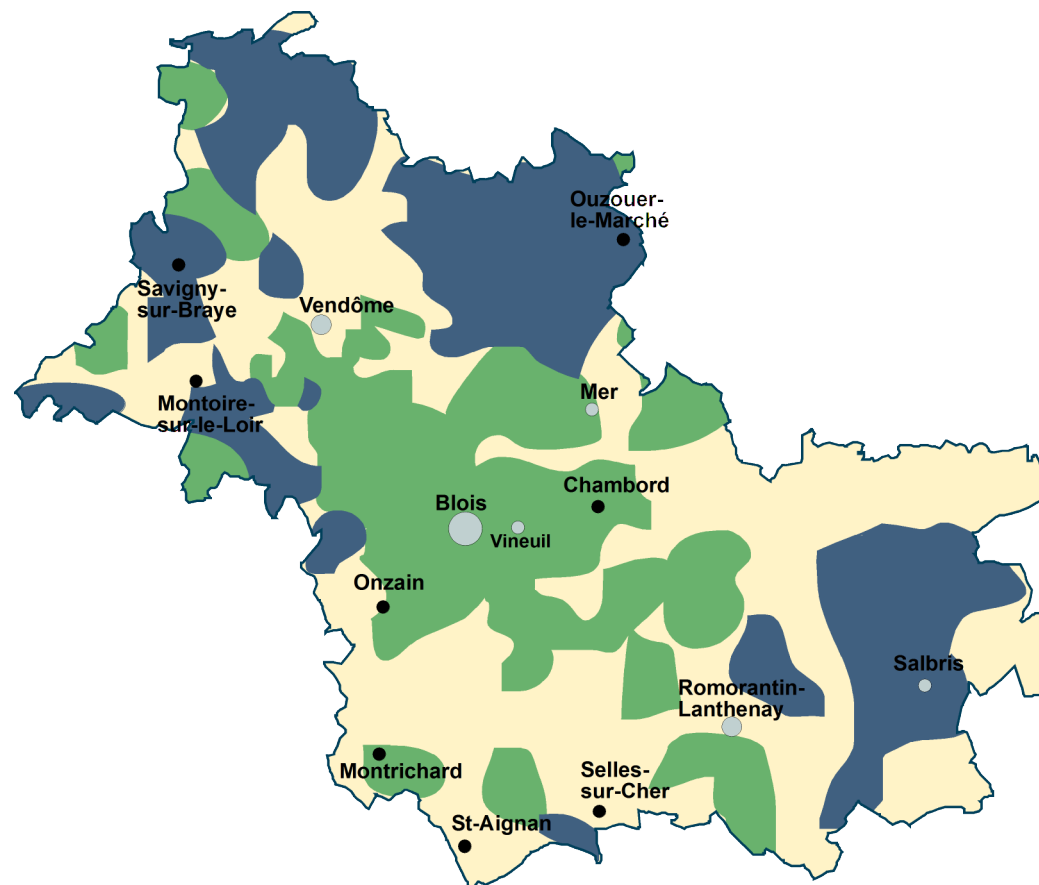 Ouzouer-
le-Marché
Savigny-
sur-Braye
Vendôme
Mer
Montoire-
sur-le-Loir
Chambord
Blois
Vineuil
Onzain
Salbris
Romorantin-
Lanthenay
Montrichard
Selles-
sur-Cher
St-Aignan